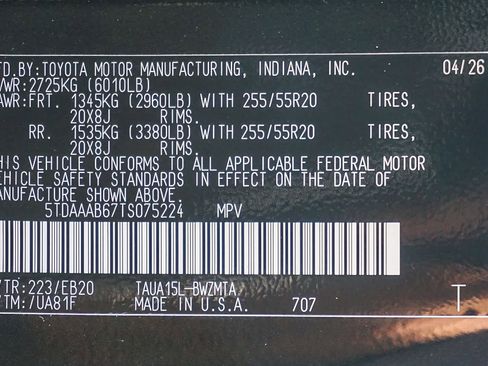 FD.BY:TOYOTA MOTOR MANUFACTURING, INDIANA, INC. 04/26
VWR:2725KG (6010LB)
AWR:FRT. 1345KG (2960LB) WITH 255/55R20 TIRES,
20X8J RIMS.
RR. 1535KG (3380LB) WITH 255/55R20 TIRES,
20X8J RIMS.
HIS VEHICLE CONFORMS TO ALL APPLICABLE FEDERAL MOTOR
EHICLE SAFETY STANDARDS IN EFFECT ON THE DATE OF
ANUFACTURE SHOWN ABOVE.
5TDAAAB67TS075224 MPV
/TR:223/EB20 TAUA15L-BWZMTA
/TM:/UA81F MADE IN U.S.A. 707 T